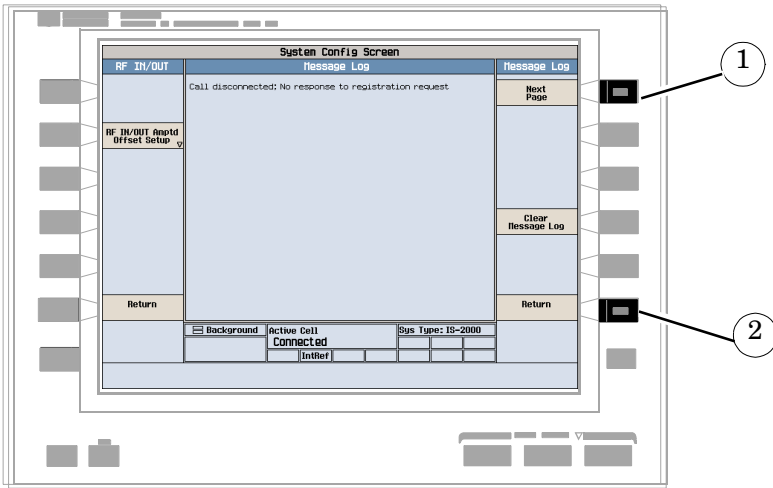 System Config Screen
RF IN/OUT
Message Log
Message Log
Call disconnected: No response to registration request
Next
Page
RF IN/OUT Amptd
Offset Setup
Clear
Message Log
Return
Return
Background
Active Cell
Connected
Sys Type: IS-2000
IntRef
1
2